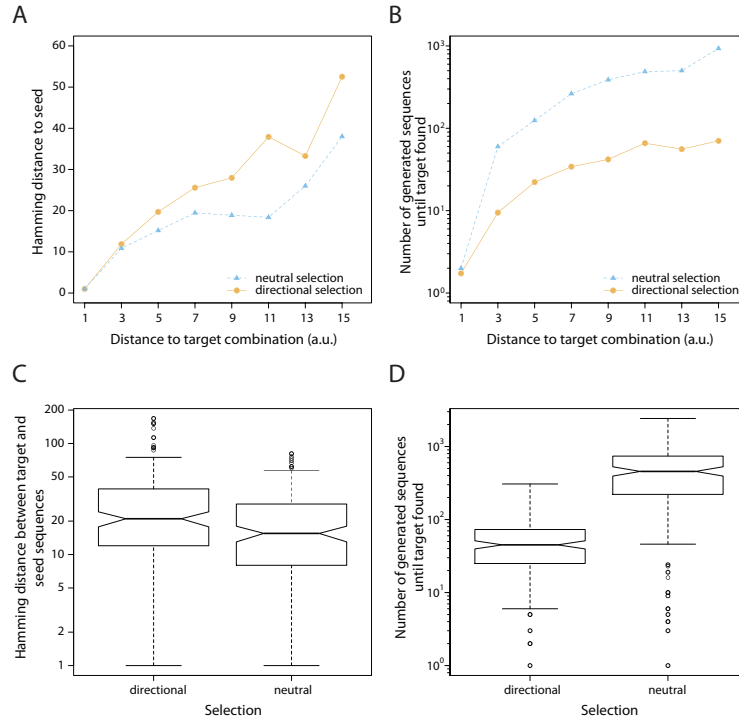 A
60
50
40
30
20
10
0
Hamming distance to seed
neutral selection
directional selection
1 3 5 7 9 11 13 15
Distance to target combination (a.u.)
B
10³
10²
10¹
10⁰
Number of generated sequences
until target found
neutral selection
directional selection
1 3 5 7 9 11 13 15
Distance to target combination (a.u.)
C
200
100
50
20
10
5
2
1
Hamming distance between target and
seed sequences
directional neutral
Selection
D
10³
10²
10¹
10⁰
Number of generated sequences
until target found
directional neutral
Selection